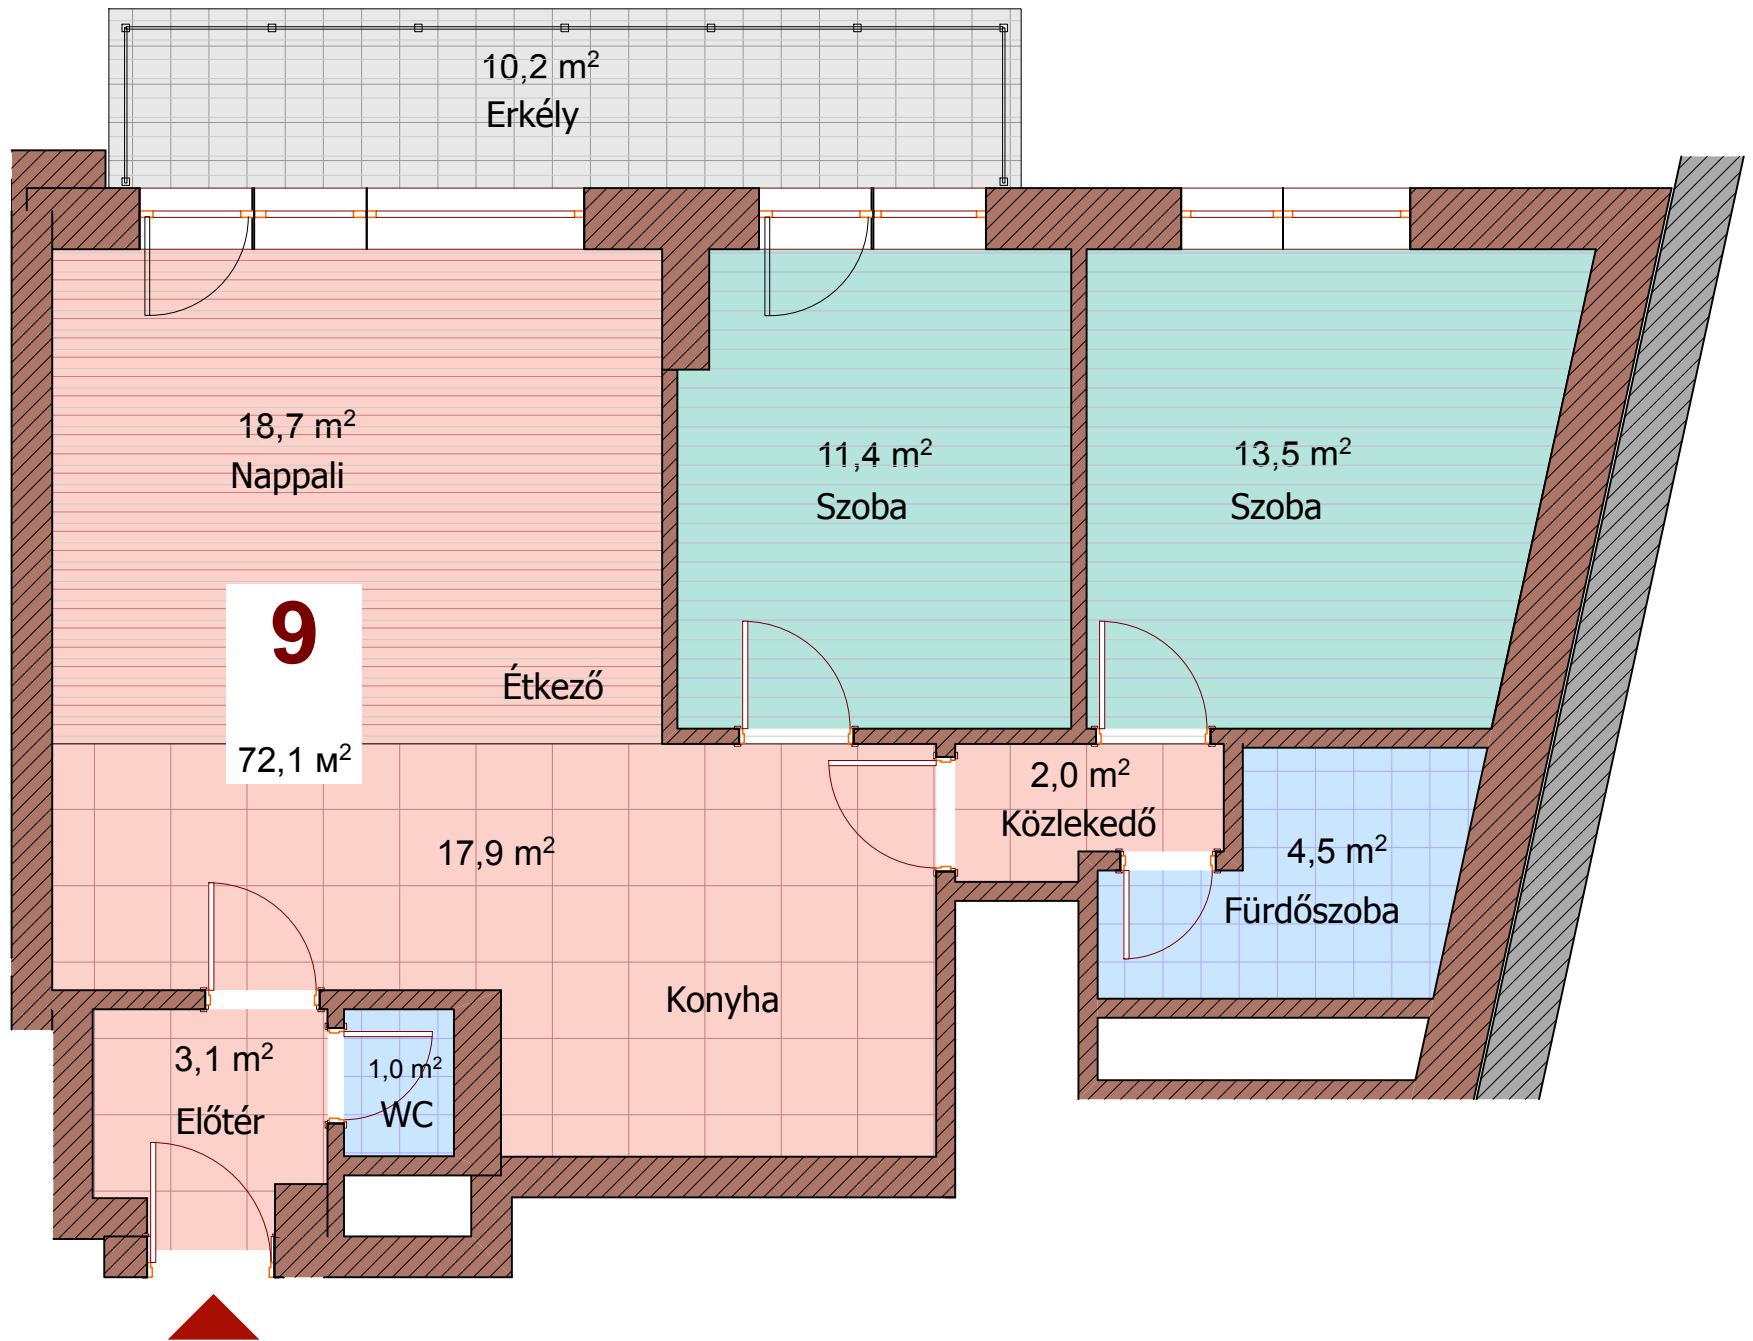 10,2 m²
Erkély
18,7 m²
Nappali
11,4 m²
Szoba
13,5 m²
Szoba
9
72,1 м²
Étkező
2,0 m²
Közlekedő
17,9 m²
4,5 m²
Fürdőszoba
Konyha
3,1 m²
Előtér
1,0 m²
WC